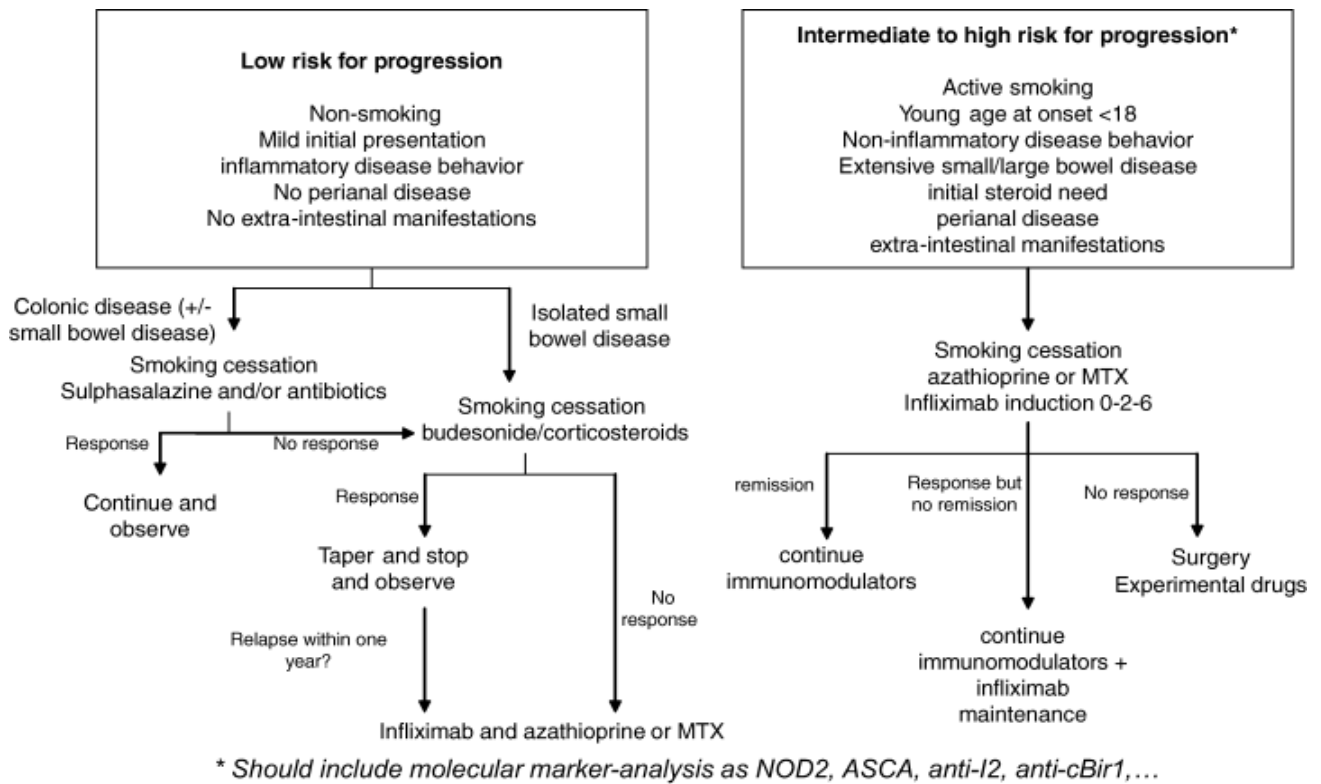 Low risk for progression
Non-smoking
Mild initial presentation
inflammatory disease behavior
No perianal disease
No extra-intestinal manifestations
Intermediate to high risk for progression*
Active smoking
Young age at onset <18
Non-inflammatory disease behavior
Extensive small/large bowel disease
initial steroid need
perianal disease
extra-intestinal manifestations
Colonic disease (+/-
small bowel disease)
Isolated small
bowel disease
Smoking cessation
Sulphasalazine and/or antibiotics
Smoking cessation
budesonide/corticosteroids
Smoking cessation
azathioprine or MTX
Infliximab induction 0-2-6
Response
No response
Continue and
observe
Response
No
response
Taper and stop
and observe
Relapse within one
year?
Infliximab and azathioprine or MTX
remission
Response but
no remission
No response
continue
immunomodulators
Surgery
Experimental drugs
continue
immunomodulators +
infliximab
maintenance
* Should include molecular marker-analysis as NOD2, ASCA, anti-I2, anti-cBir1,…